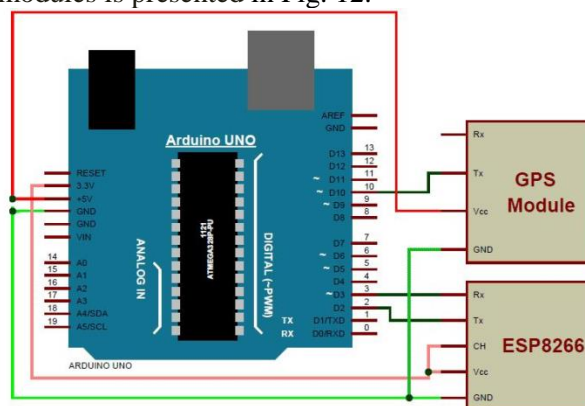 modules is presented in Fig. 12.
Arduino UNO
RESET
3.3V
+5V
GND
GND
VIN
14 A0
15 A1
16 A2
17 A3
18 A4/SDA
19 A5/SCL
ANALOG IN
1121
ATMEGA328P-PU
DIGITAL (~PWM)
TX
RX
AREF
GND
D13 13
D12 12
~ D11 11
~ D10 10
~ D9 9
D8 8
D7 7
~ D6 6
~ D5 5
D4 4
~ D3 3
D2 2
D1/TXD 1
D0/RXD 0
ARDUINO UNO
Rx
Tx
Vcc
GND
GPS
Module
Rx
Tx
CH
Vcc
GND
ESP8266